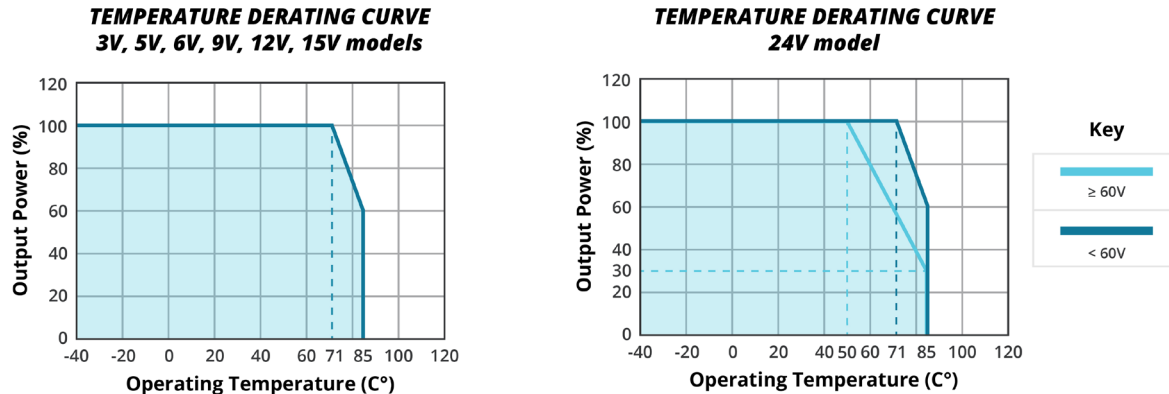 TEMPERATURE DERATING CURVE
3V, 5V, 6V, 9V, 12V, 15V models
Output Power (%)
120
100
80
60
40
20
0
-40 -20 0 20 40 60 71 85 100 120
Operating Temperature (C°)
TEMPERATURE DERATING CURVE
24V model
Output Power (%)
120
100
80
60
40
30
20
0
-40 -20 0 20 40 50 60 71 85 100 120
Operating Temperature (C°)
Key
≥ 60V
< 60V